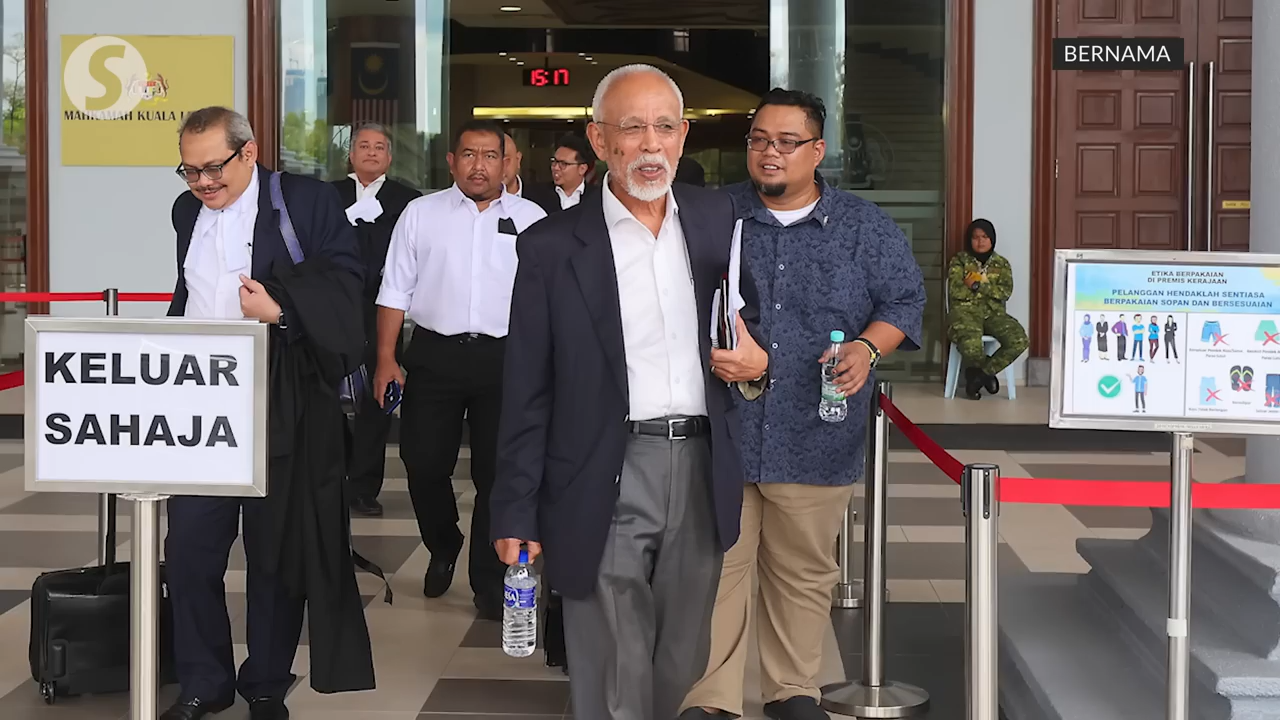 BERNAMA
S
15:17
MAHKAMAH KUALA
KELUAR
SAHAJA
ETIKA BERPAKAIAN
DI PREMIS KERAJAAN
PELANGGAN HENDAKLAH SENTIASA
BERPAKAIAN SOPAN DAN BERSESUAIAN